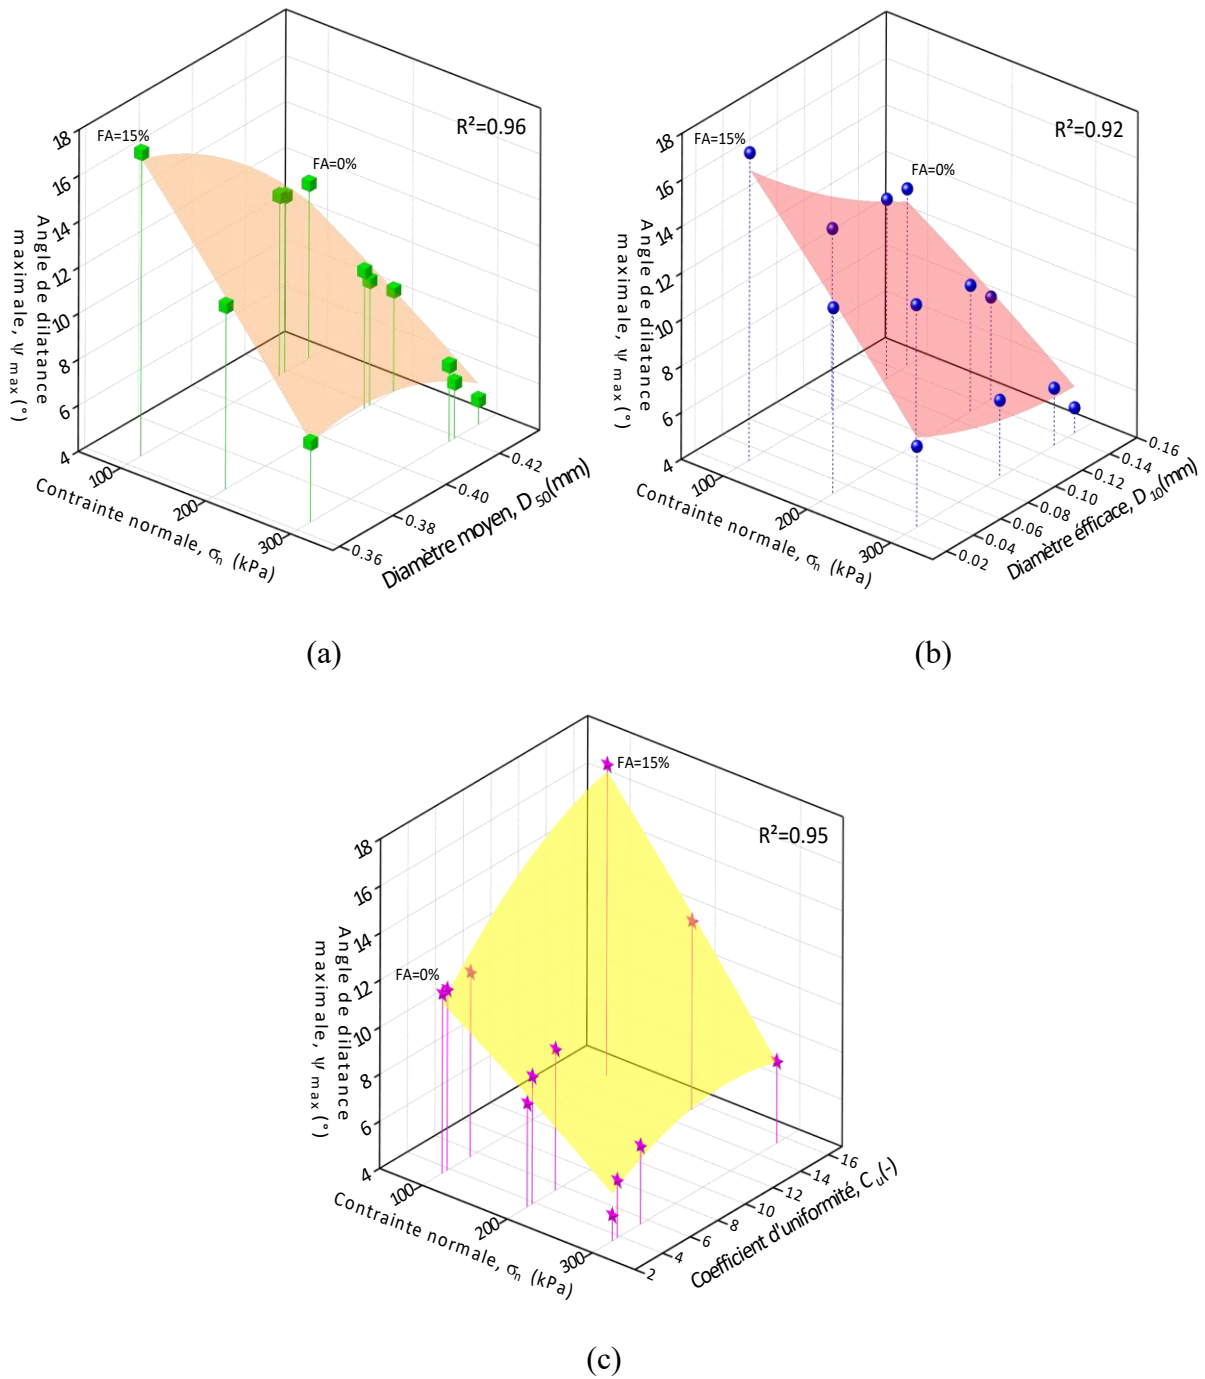 R²=0.96
FA=15%
FA=0%
18
16
14
12
10
8
6
4
Angle de dilatance
maximale, ψ max (°)
100
200
300
Contrainte normale, σn (kPa)
0.36
0.38
0.40
0.42
Diamètre moyen, D 50(mm)
(a)
R²=0.92
FA=15%
FA=0%
18
16
14
12
10
8
6
4
Angle de dilatance
maximale, ψ max (°)
100
200
300
Contrainte normale, σn (kPa)
0.02
0.04
0.06
0.08
0.10
0.12
0.14
0.16
Diamètre éfficace, D 10(mm)
(b)
R²=0.95
FA=15%
FA=0%
18
16
14
12
10
8
6
4
Angle de dilatance
maximale, ψ max (°)
100
200
300
Contrainte normale, σn (kPa)
2
4
6
8
10
12
14
16
Coefficient d'uniformité, Cu(-)
(c)